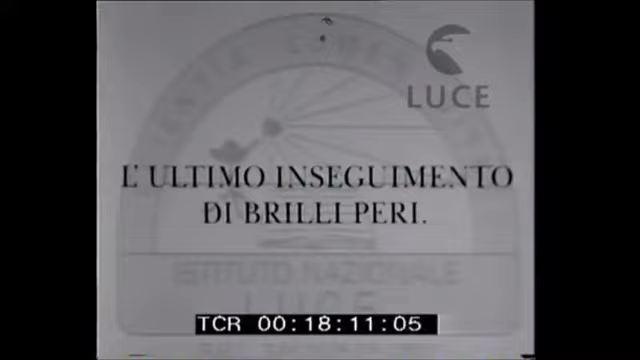 LUCE
L'ULTIMO INSEGUIMENTO
DI BRILLI PERI.
ISTITUTO NAZIONALE
LUCE
TCR 00:18:11:05